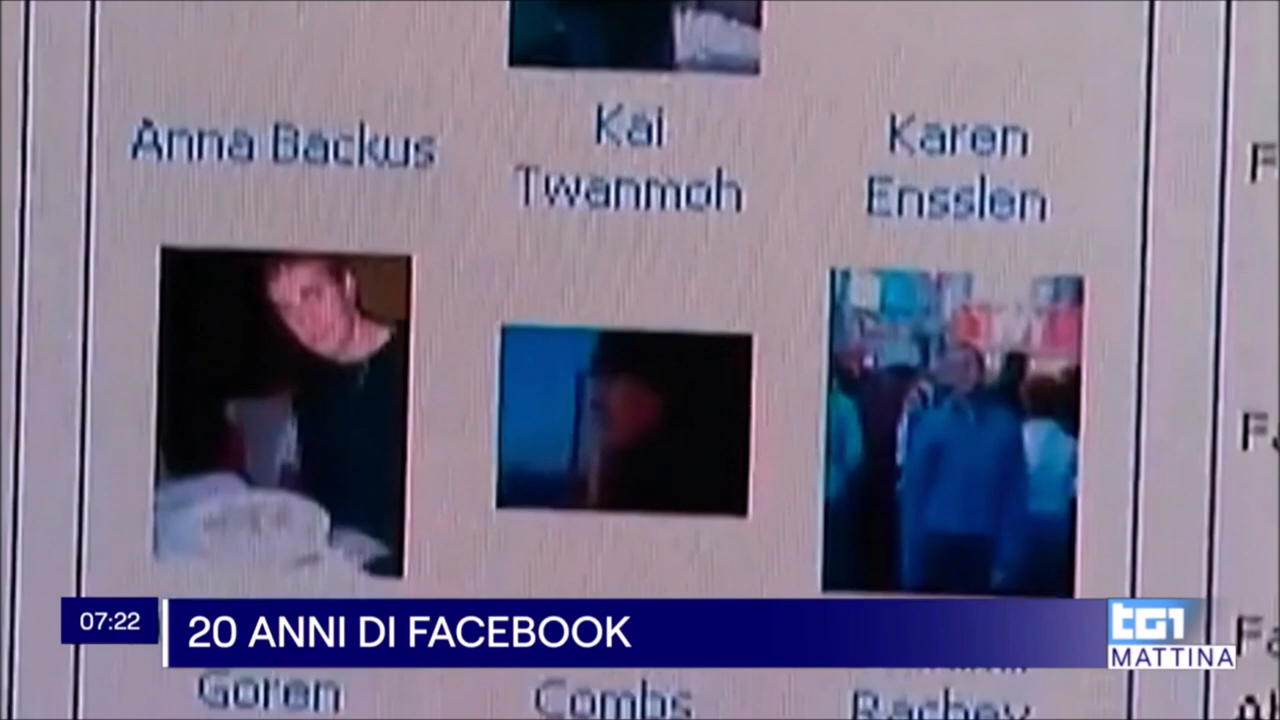 Anna Backus
Kai
Twanmoh
Karen
Ensslen
07:22
20 ANNI DI FACEBOOK
tG1
MATTINA
Goren
Combs